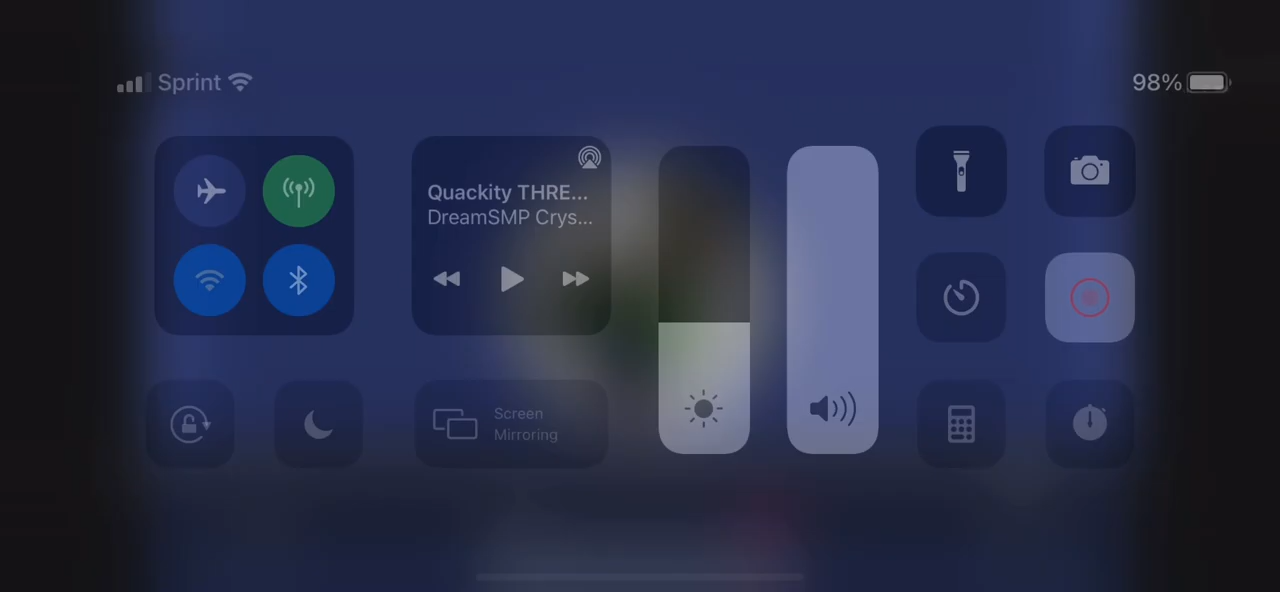 Sprint
98%
Quackity THRE...
DreamSMP Crys...
Screen
Mirroring